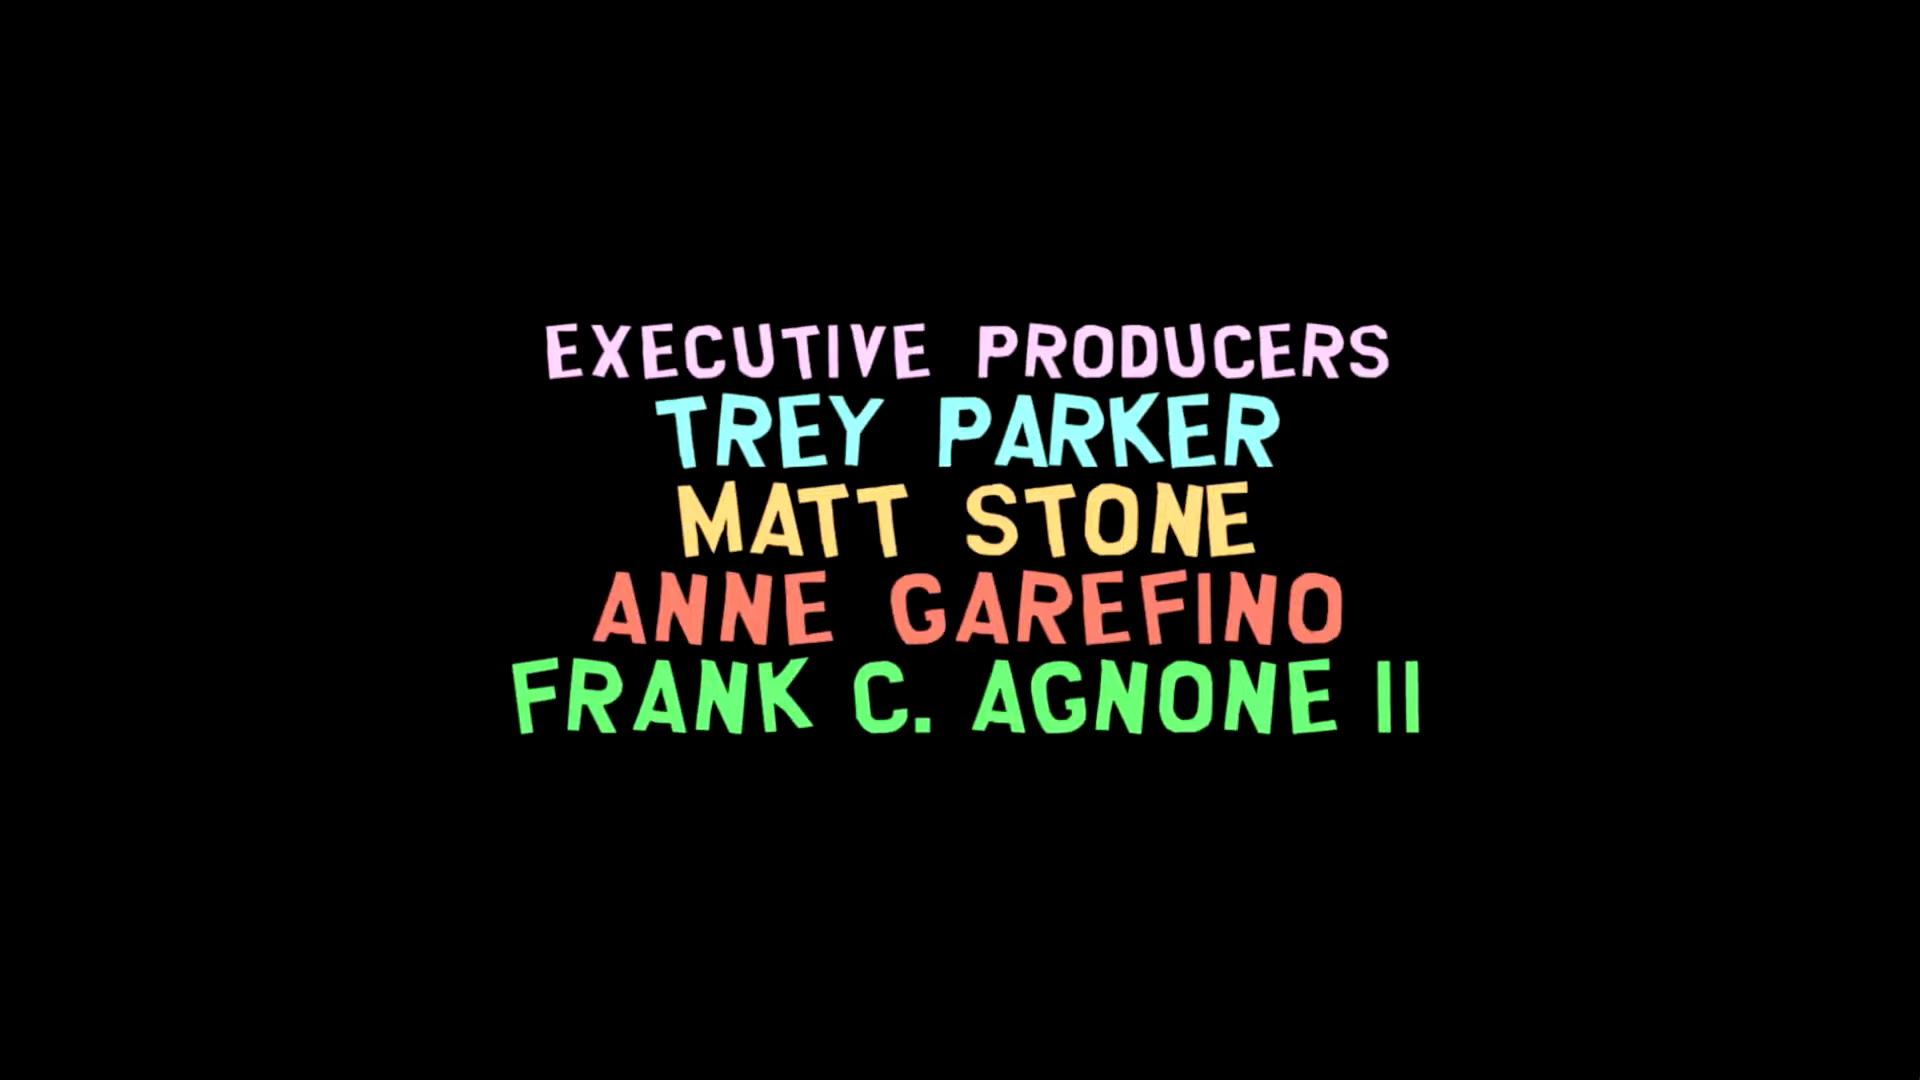 EXECUTIVE PRODUCERS
TREY PARKER
MATT STONE
ANNE GAREFINO
FRANK C. AGNONE II